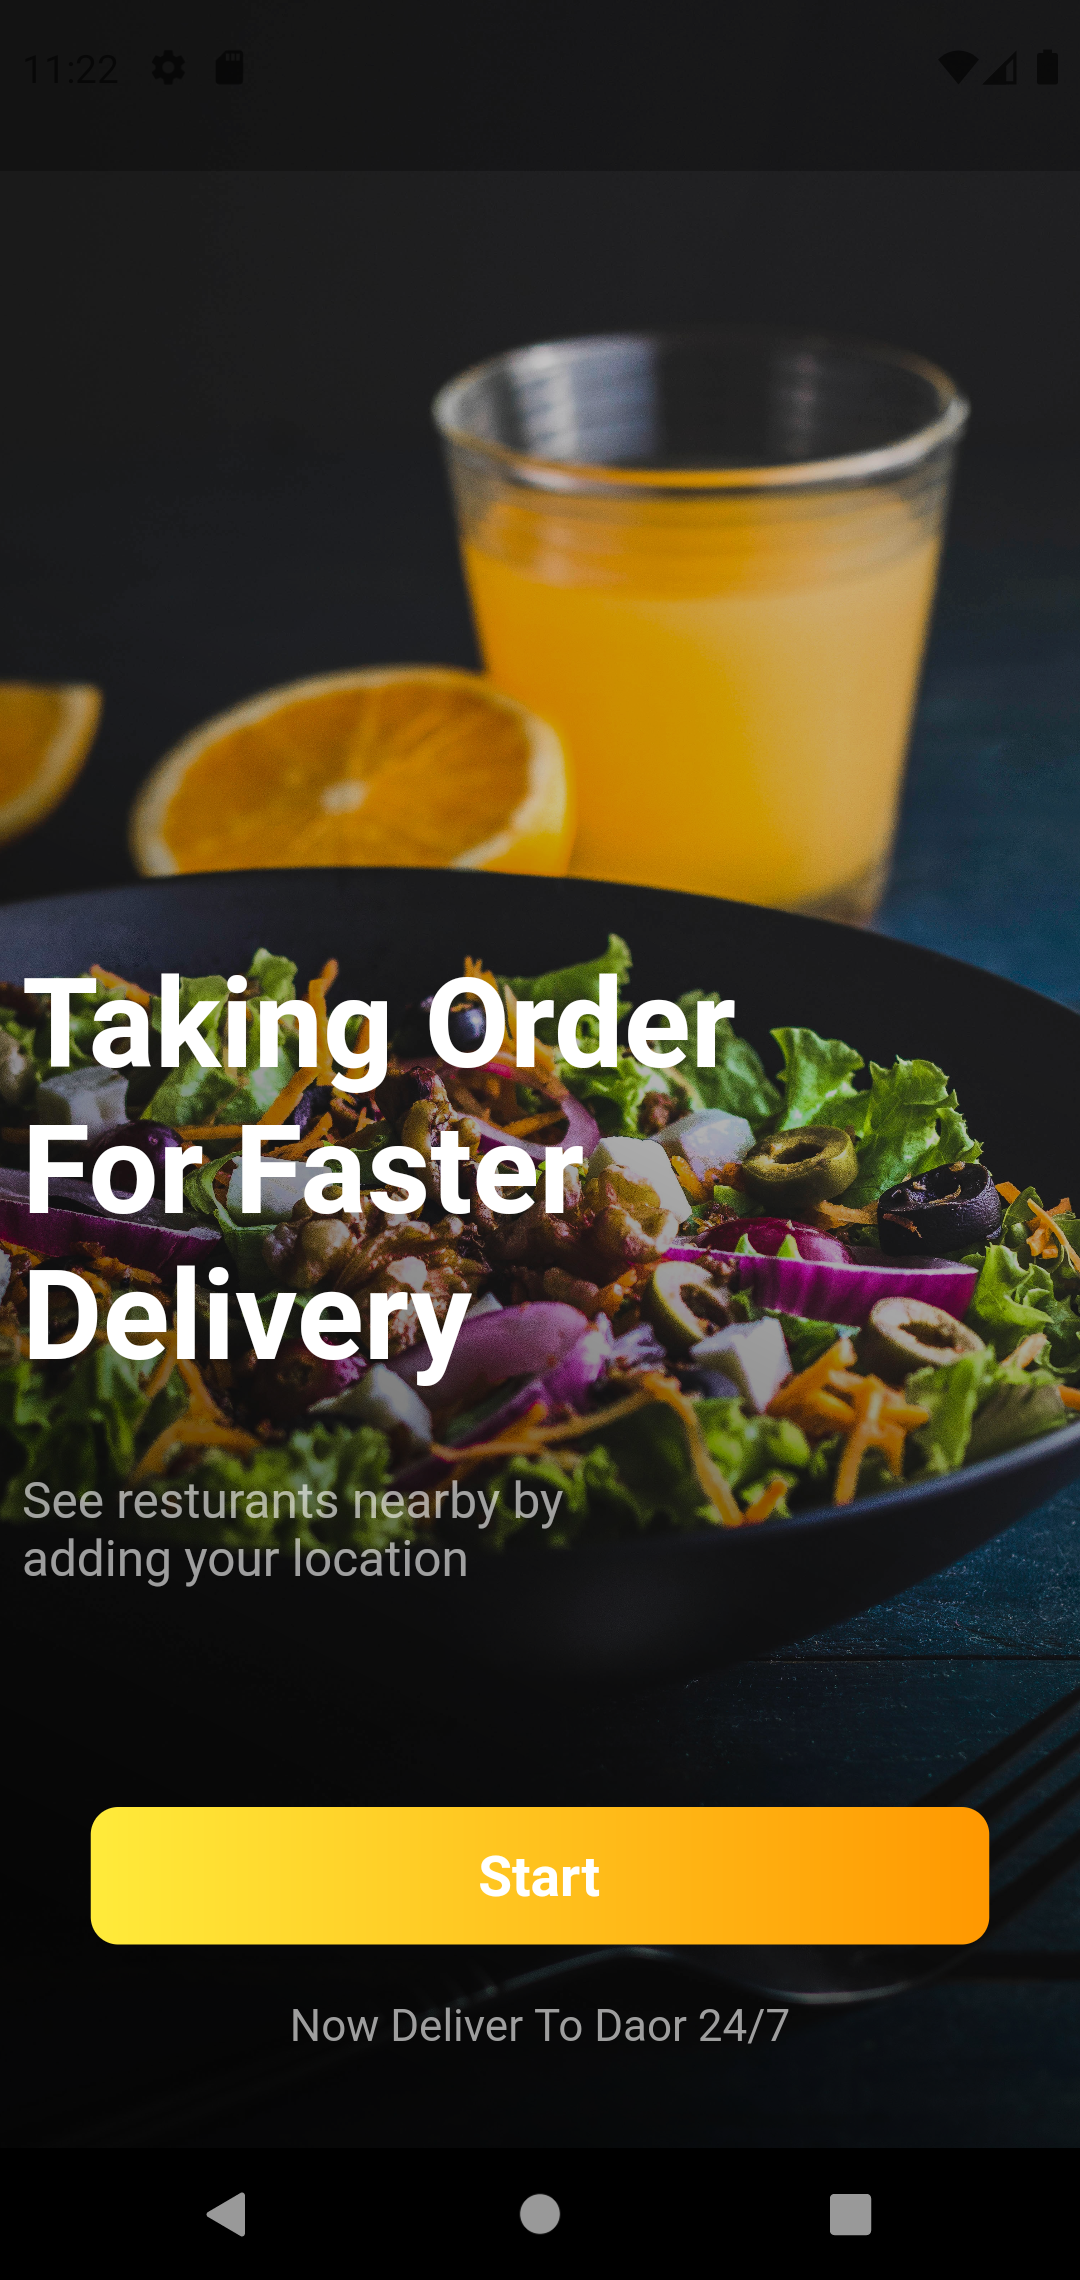 11:22
Taking Order
For Faster
Delivery
See resturants nearby by
adding your location
Start
Now Deliver To Daor 24/7